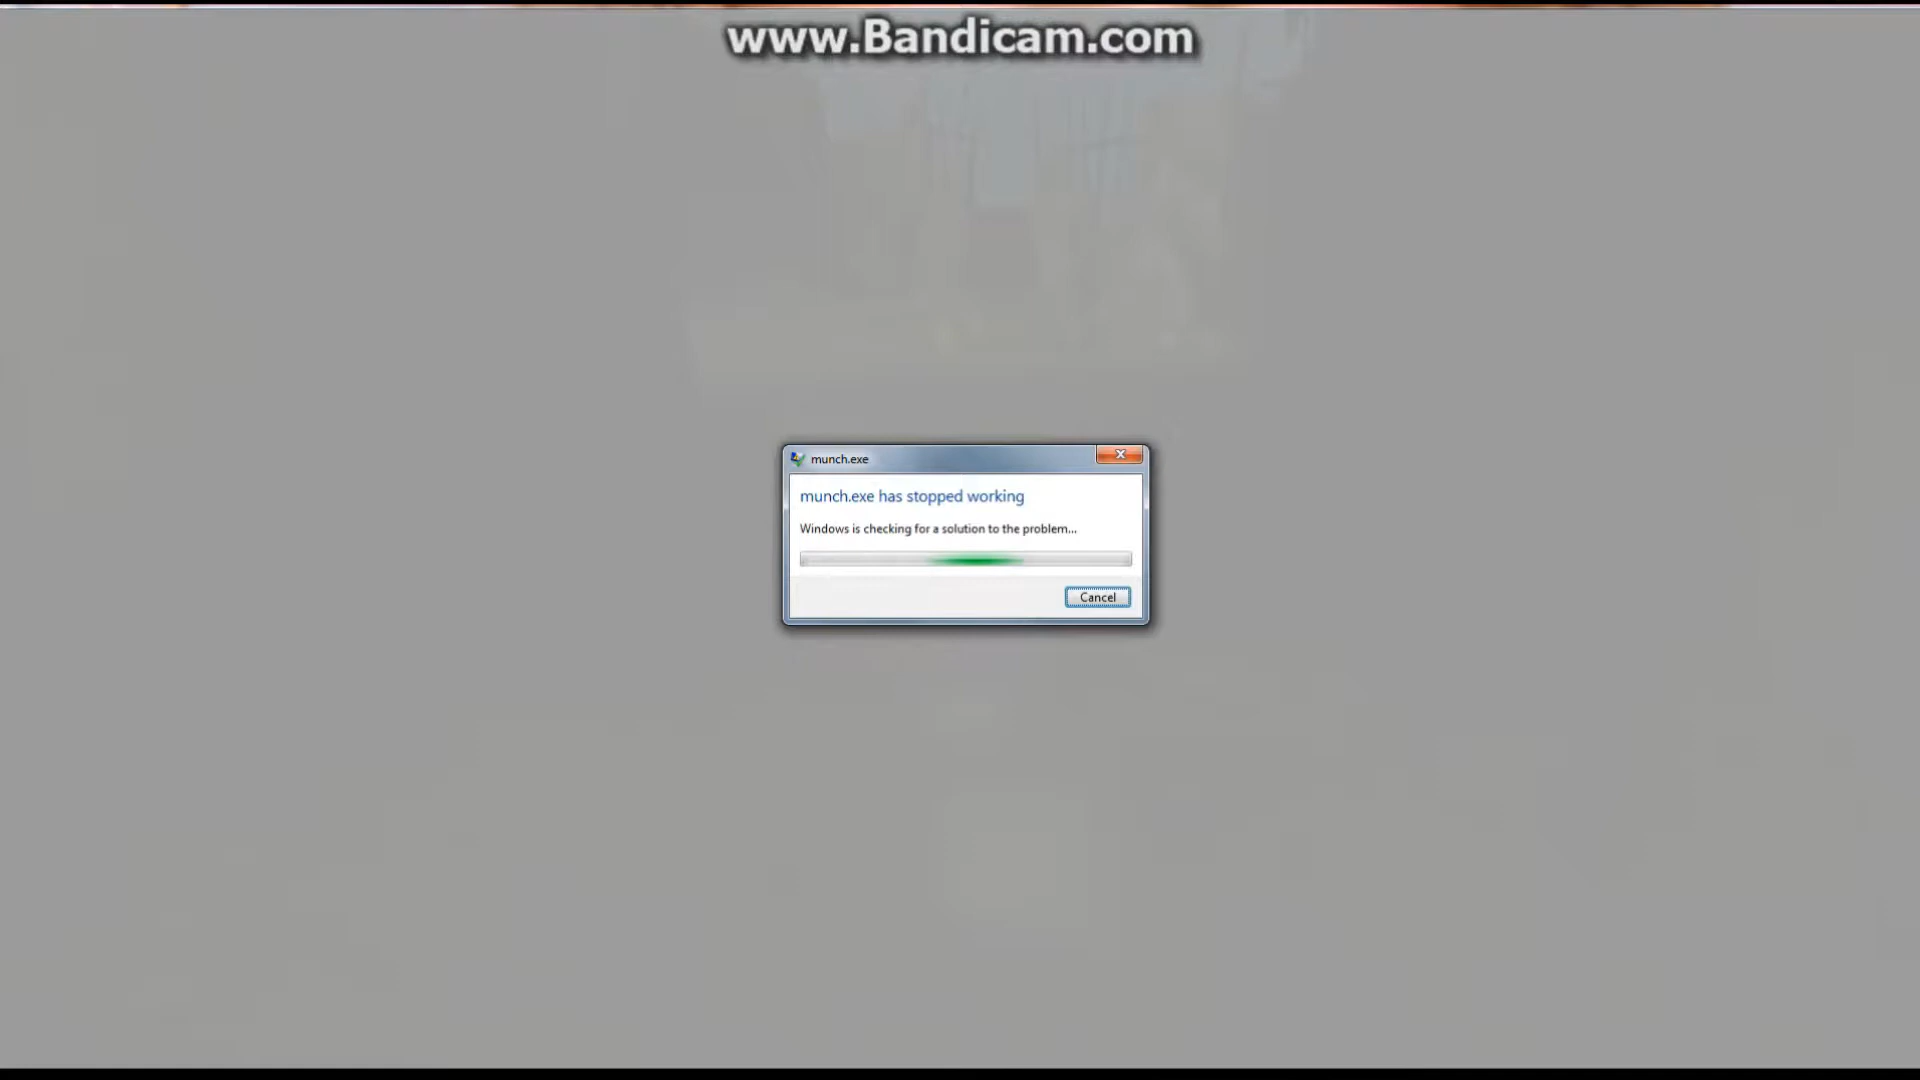 www.Bandicam.com
munch.exe
munch.exe has stopped working
Windows is checking for a solution to the problem...
Cancel